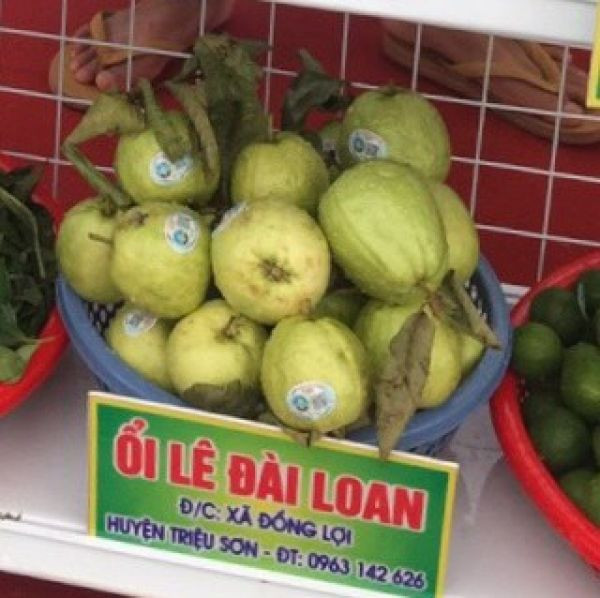 ỔI LÊ ĐÀI LOAN
Đ/C: XÃ ĐỒNG LỢI
HUYỆN TRIỆU SƠN - ĐT: 0963 142 626